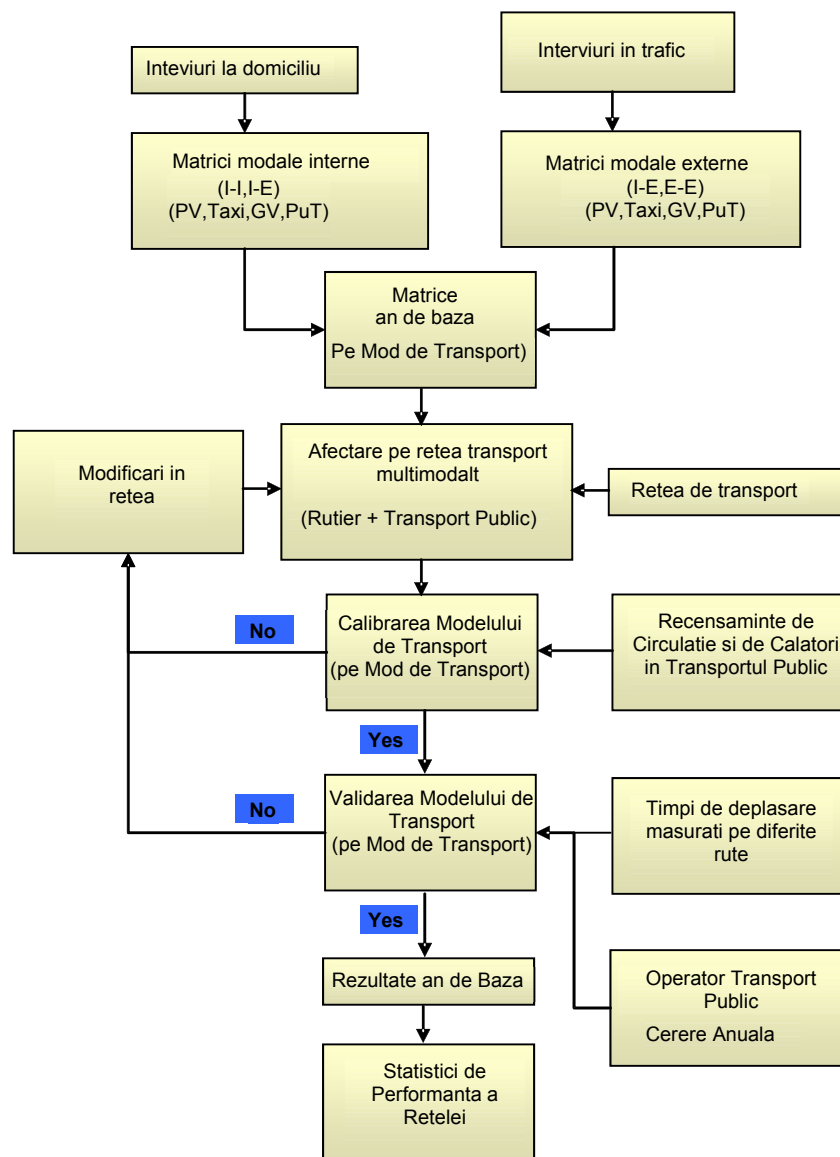 Inteviuri la domiciliu
Interviuri in trafic
Matrici modale interne
(I-I,I-E)
(PV,Taxi,GV,PuT)
Matrici modale externe
(I-E,E-E)
(PV,Taxi,GV,PuT)
Matrice
an de baza
Pe Mod de Transport)
Modificari in
retea
Afectare pe retea transport
multimodalt
(Rutier + Transport Public)
Retea de transport
No
Calibrarea Modelului
de Transport
(pe Mod de Transport)
Recensaminte de
Circulatie si de Calatori
in Transportul Public
Yes
No
Validarea Modelului de
Transport
(pe Mod de Transport)
Timpi de deplasare
masurati pe diferite
rute
Yes
Rezultate an de Baza
Operator Transport
Public
Cerere Anuala
Statistici de
Performanta a
Retelei